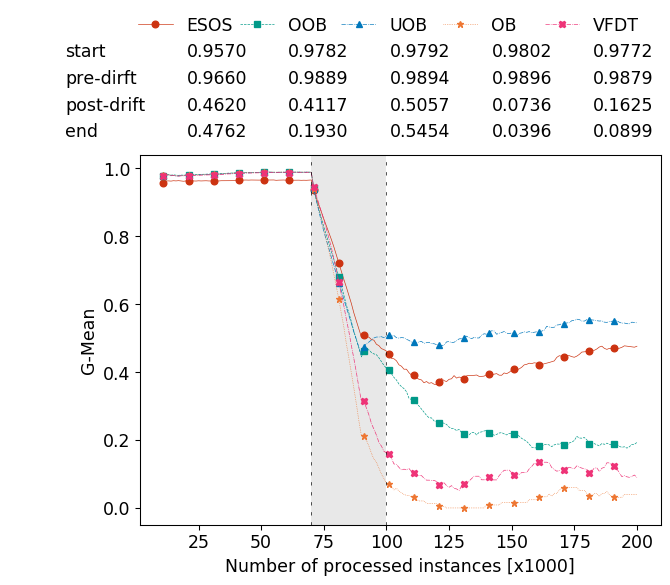 ESOS OOB UOB OB VFDT
start 0.9570 0.9782 0.9792 0.9802 0.9772
pre-dirft 0.9660 0.9889 0.9894 0.9896 0.9879
post-drift 0.4620 0.4117 0.5057 0.0736 0.1625
end 0.4762 0.1930 0.5454 0.0396 0.0899
1.0
0.8
0.6
0.4
0.2
0.0
G-Mean
25 50 75 100 125 150 175 200
Number of processed instances [x1000]